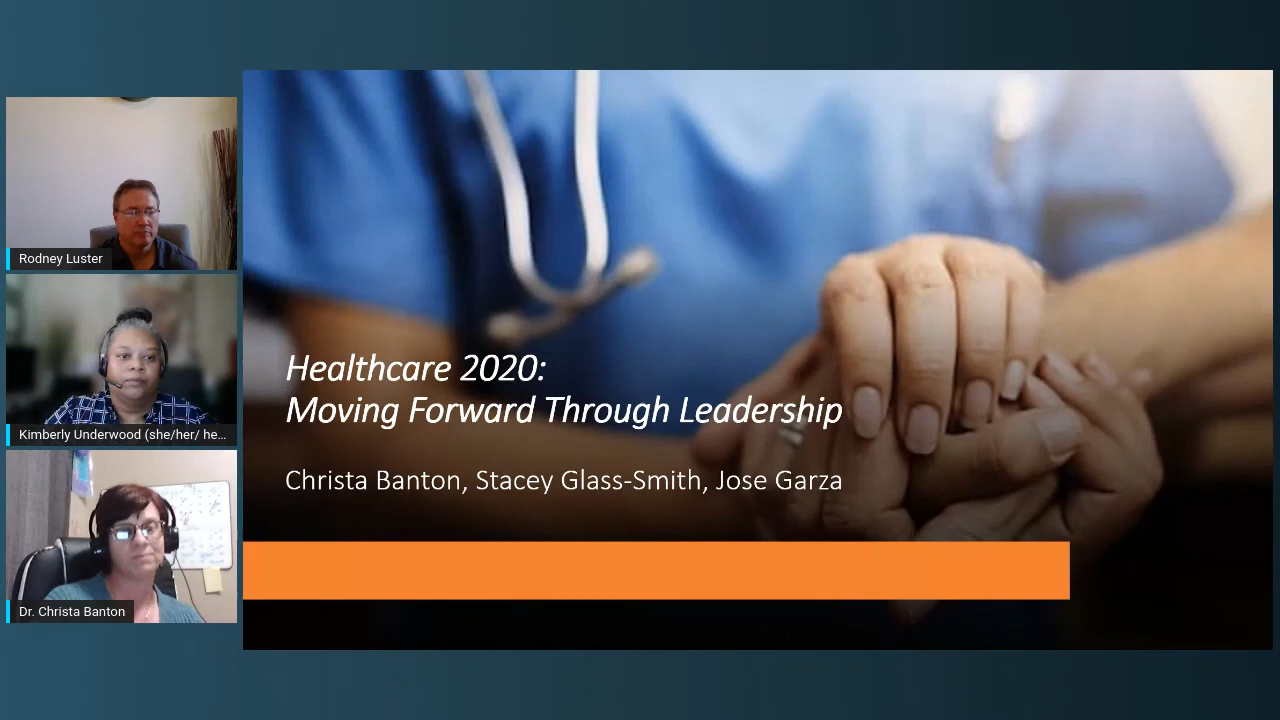 Rodney Luster
Kimberly Underwood (she/her/ he...
Dr. Christa Banton
Healthcare 2020:
Moving Forward Through Leadership
Christa Banton, Stacey Glass-Smith, Jose Garza